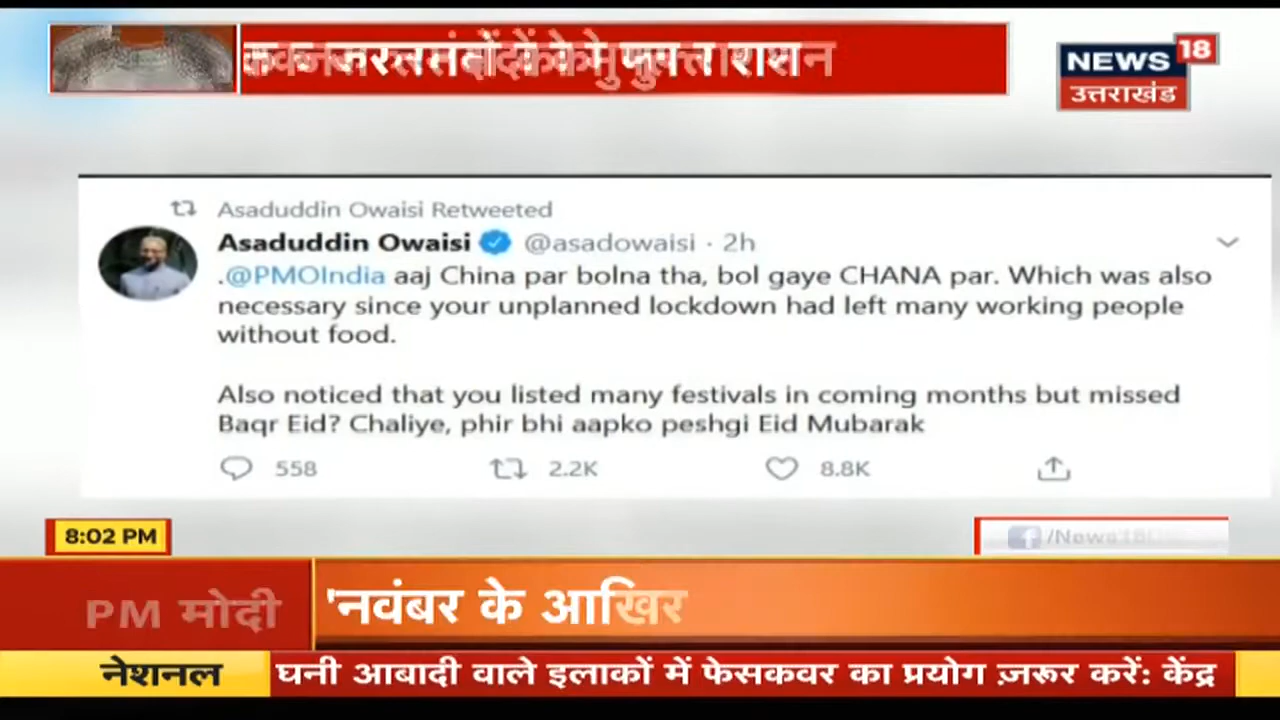 NEWS 18
उत्तराखंड
Asaduddin Owaisi Retweeted
Asaduddin Owaisi @asadowaisi · 2h
.@PMOIndia aaj China par bolna tha, bol gaye CHANA par. Which was also
necessary since your unplanned lockdown had left many working people
without food.
Also noticed that you listed many festivals in coming months but missed
Baqr Eid? Chaliye, phir bhi aapko peshgi Eid Mubarak
558 2.2K 8.8K
8:02 PM
PM मोदी 'नवंबर के आखिर
नेशनल घनी आबादी वाले इलाकों में फेसकवर का प्रयोग ज़रूर करें: केंद्र